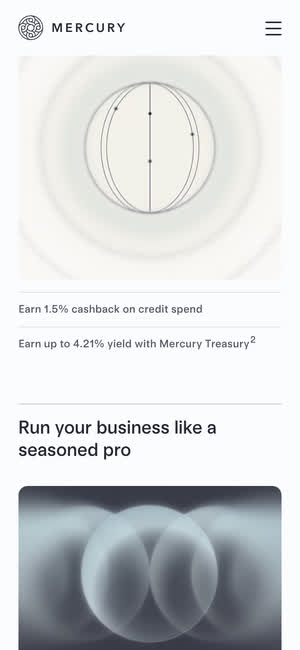 MERCURY
Earn 1.5% cashback on credit spend
Earn up to 4.21% yield with Mercury Treasury2
Run your business like a
seasoned pro